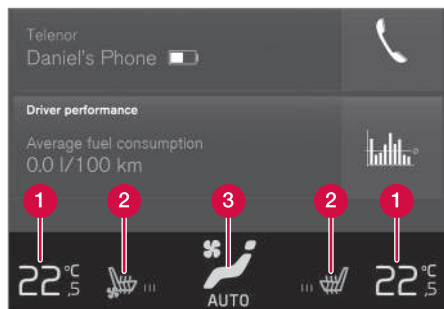 Telenor
Daniel's Phone
Driver performance
Average fuel consumption
0.0 l/100 km
1 2 3 2 1
22 °C ,5 22 °C ,5
AUTO